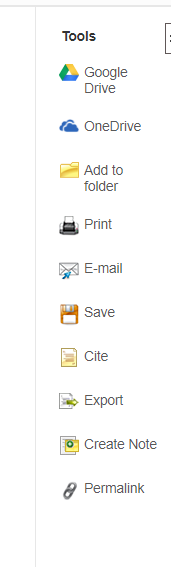 Tools
Google
Drive
OneDrive
Add to
folder
Print
E-mail
Save
Cite
Export
Create Note
Permalink